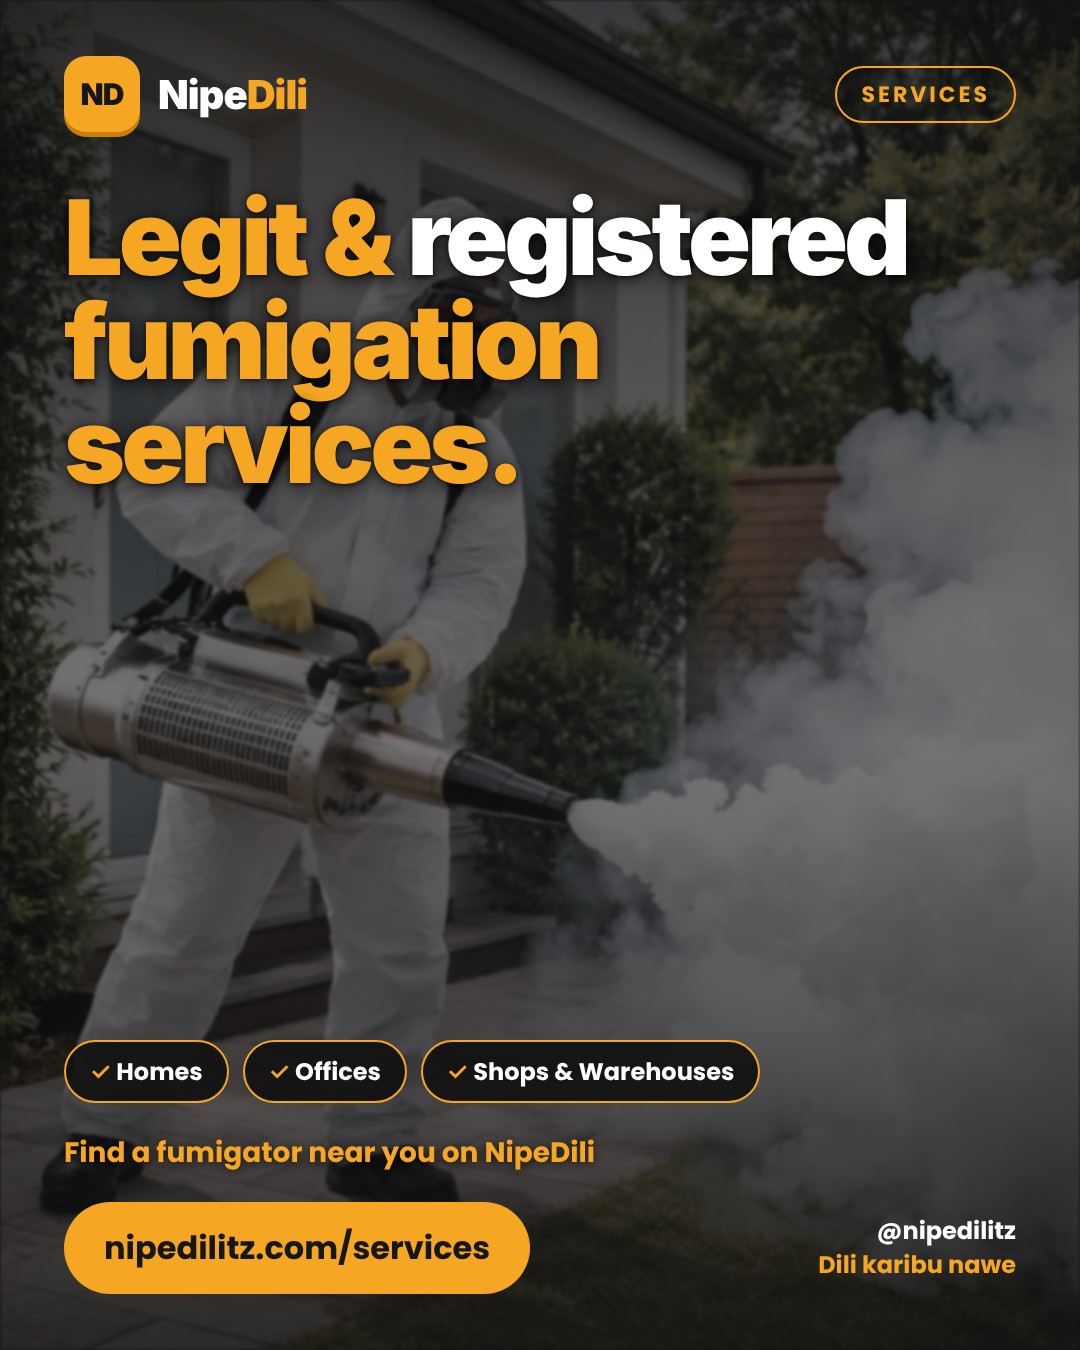 ND NipeDili
SERVICES
Legit & registered
fumigation
services.
✓ Homes ✓ Offices ✓ Shops & Warehouses
Find a fumigator near you on NipeDili
nipedilitz.com/services
@nipedilitz
Dili karibu nawe